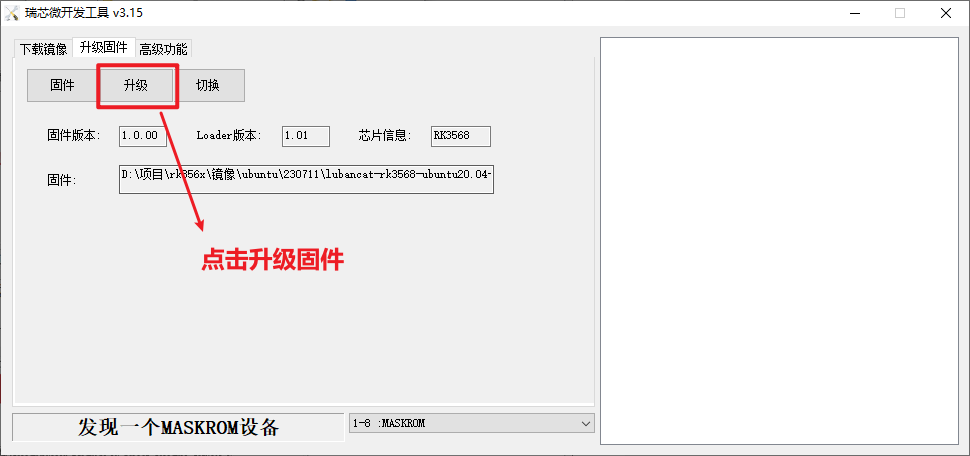 瑞芯微开发工具 v3.15
下载镜像 升级固件 高级功能
固件 升级 切换
固件版本: 1.0.00 Loader版本: 1.01 芯片信息: RK3568
固件: D:\项目\rk356x\镜像\ubuntu\230711\lubancat-rk3568-ubuntu20.04-
点击升级固件
发现一个MASKROM设备 1-8 :MASKROM